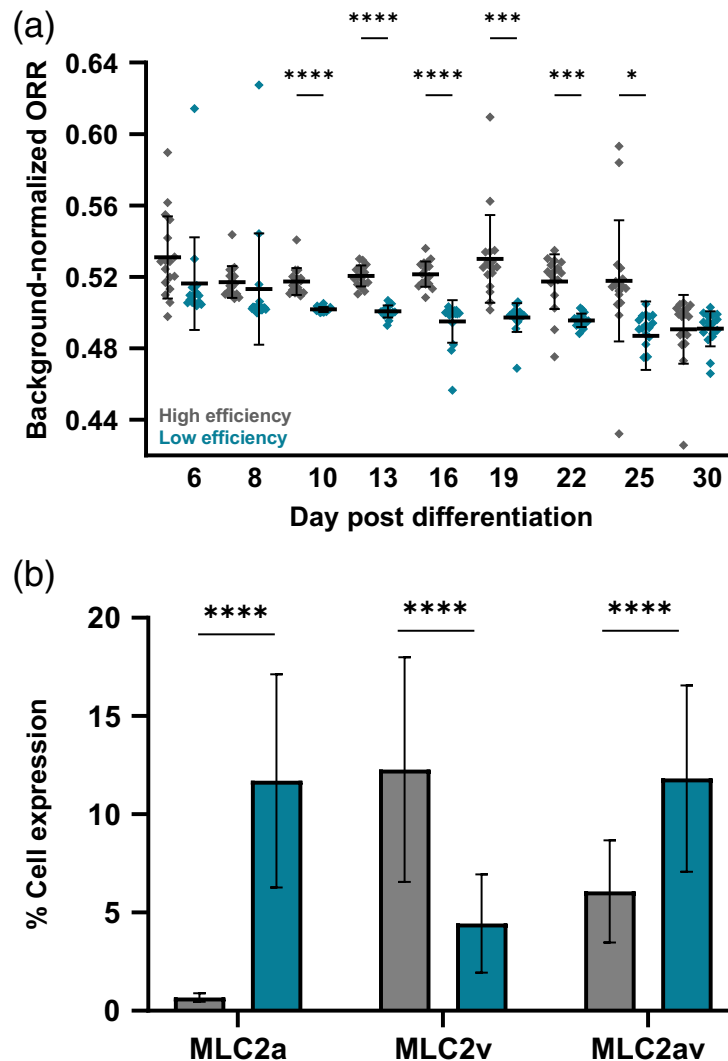 (a)
**** ***
**** **** *** *
Background-normalized ORR
0.64
0.60
0.56
0.52
0.48
0.44
High efficiency
Low efficiency
6 8 10 13 16 19 22 25 30
Day post differentiation
(b)
**** **** ****
% Cell expression
20
15
10
5
0
MLC2a MLC2v MLC2av